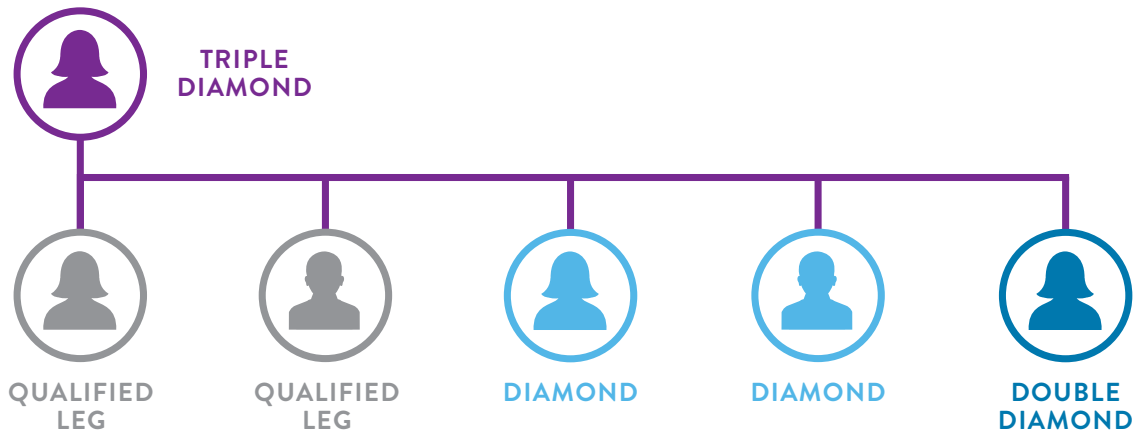 TRIPLE
DIAMOND
QUALIFIED
LEG
QUALIFIED
LEG
DIAMOND
DIAMOND
DOUBLE
DIAMOND